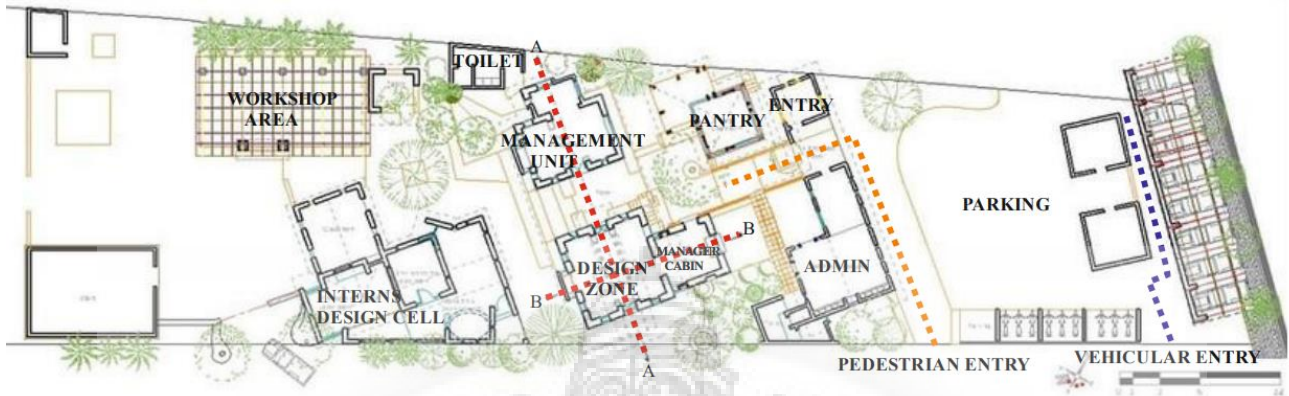 A
TOILET
WORKSHOP
AREA
ENTRY
PANTRY
MANAGEMENT
UNIT
PARKING
B
MANAGER
CABIN
DESIGN
ZONE
ADMIN
INTERNS
DESIGN CELL
B
A
PEDESTRIAN ENTRY
VEHICULAR ENTRY